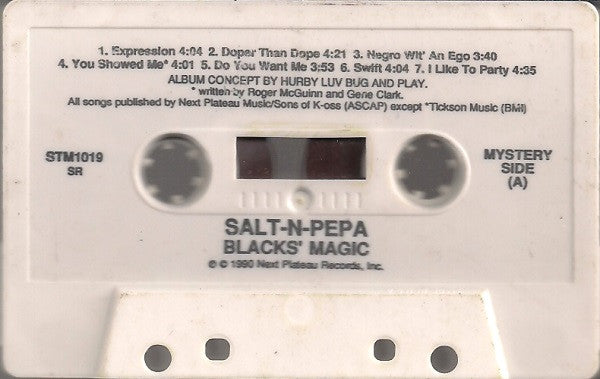 1. Expression 4:04 2. Doper Than Dope 4:21 3. Negro Wit' An Ego 3:40
4. You Showed Me* 4:01 5. Do You Want Me 3:53 6. Swift 4:04 7. I Like To Party 4:35
ALBUM CONCEPT BY HURBY LUV BUG AND PLAY.
*written by Roger McGuinn and Gene Clark.
All songs published by Next Plateau Music/Sons of K-oss (ASCAP) except *Tickson Music (BMI)
STM1019
SR
MYSTERY
SIDE
(A)
SALT-N-PEPA
BLACKS' MAGIC
℗ © 1990 Next Plateau Records, Inc.